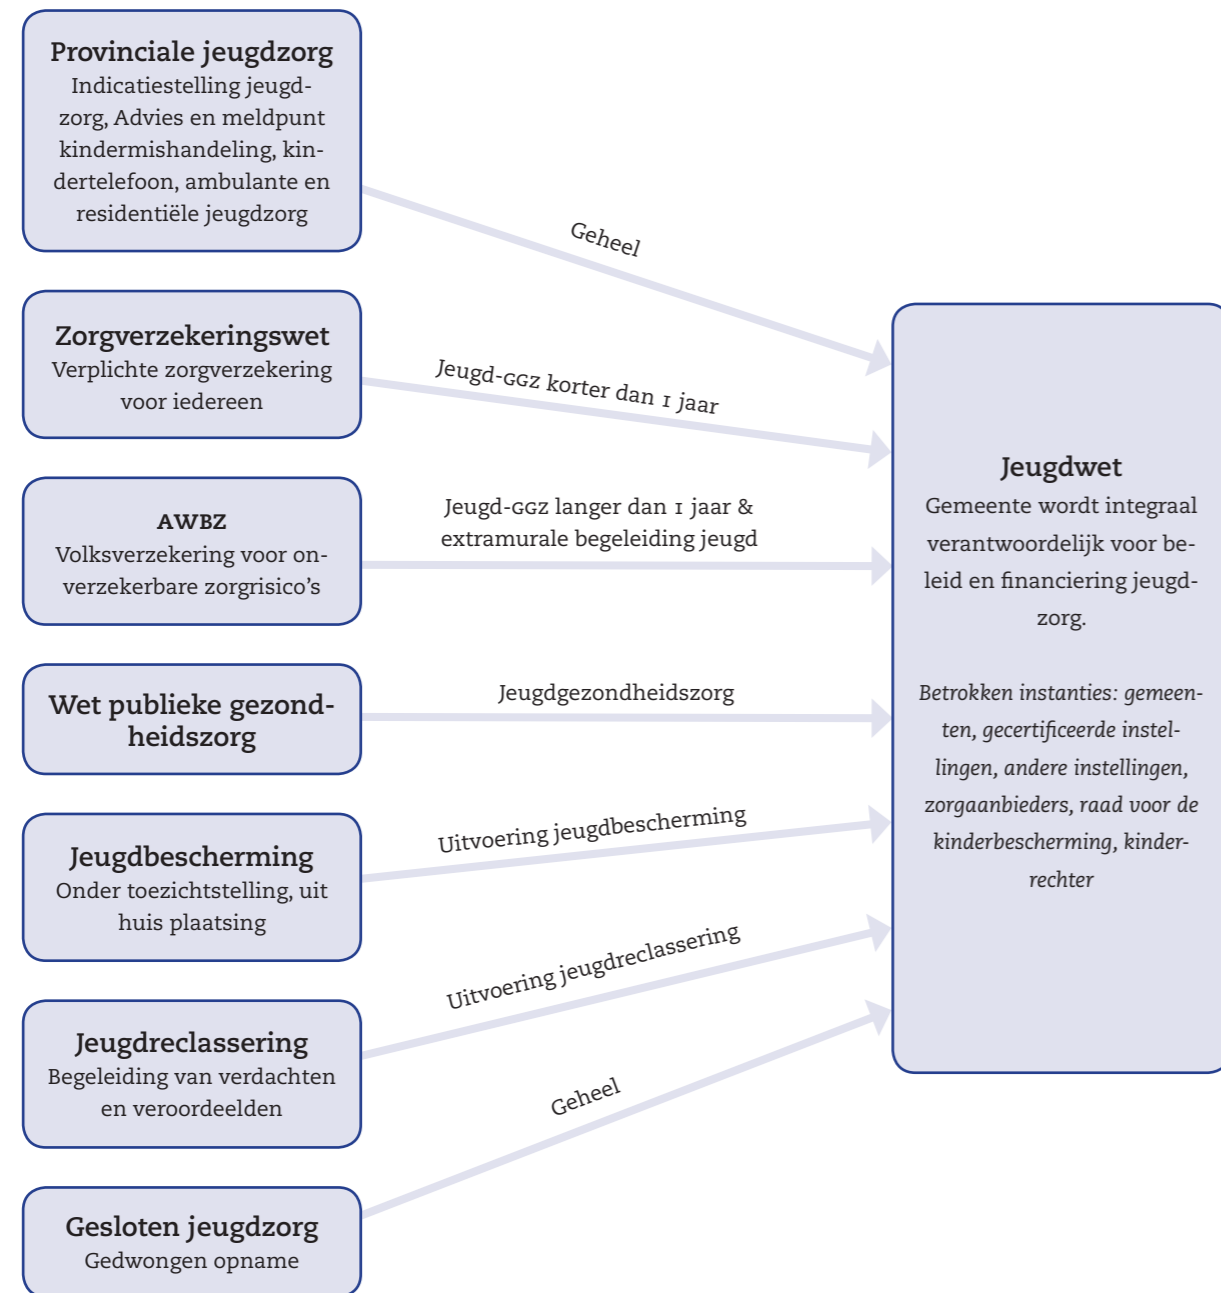 Provinciale jeugdzorg
Indicatiestelling jeugd-
zorg, Advies en meldpunt
kindermishandeling, kin-
dertelefoon, ambulante en
residentiële jeugdzorg
Geheel
Zorgverzekeringswet
Verplichte zorgverzekering
voor iedereen
Jeugd-GGZ korter dan 1 jaar
AWBZ
Volksverzekering voor on-
verzekerbare zorgrisico's
Jeugd-GGZ langer dan 1 jaar &
extramurale begeleiding jeugd
Wet publieke gezond-
heidszorg
Jeugdgezondheidszorg
Jeugdbescherming
Onder toezichtstelling, uit
huis plaatsing
Uitvoering jeugdbescherming
Jeugdreclassering
Begeleiding van verdachten
en veroordeelden
Uitvoering jeugdreclassering
Gesloten jeugdzorg
Gedwongen opname
Geheel
Jeugdwet
Gemeente wordt integraal
verantwoordelijk voor be-
leid en financiering jeugd-
zorg.
Betrokken instanties: gemeen-
ten, gecertificeerde instel-
lingen, andere instellingen,
zorgaanbieders, raad voor de
kinderbescherming, kinder-
rechter